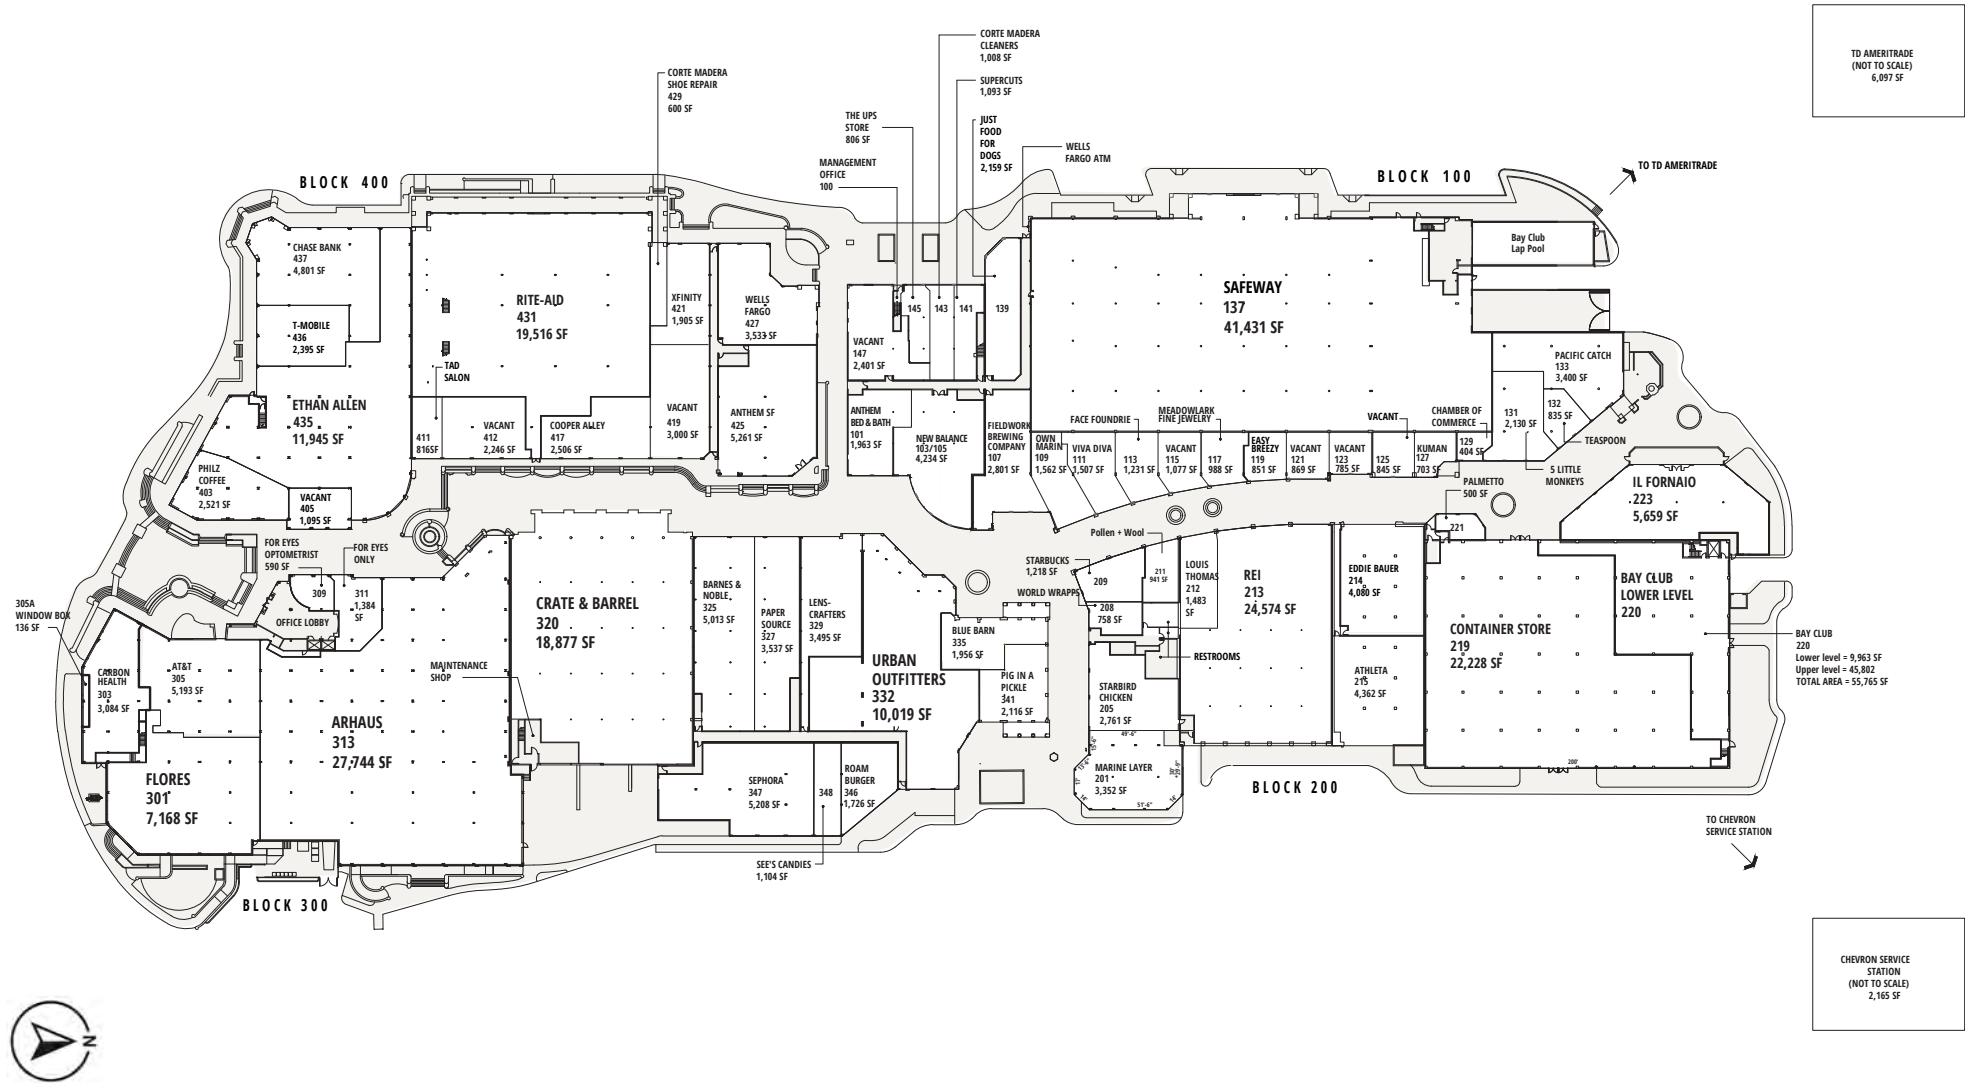 CORTE MADERA
CLEANERS
1,008 SF
TD AMERITRADE
(NOT TO SCALE)
6,097 SF
CORTE MADERA
SHOE REPAIR
429
600 SF
SUPERCUTS
1,093 SF
THE UPS
STORE
806 SF
JUST
FOOD
FOR
DOGS
2,159 SF
WELLS
FARGO ATM
MANAGEMENT
OFFICE
100
TO TD AMERITRADE
BLOCK 400
BLOCK 100
CHASE BANK
437
4,801 SF
Bay Club
Lap Pool
T-MOBILE
436
2,395 SF
RITE-AID
431
19,516 SF
XFINITY
421
1,905 SF
WELLS
FARGO
427
3,533 SF
145
143
141
139
SAFEWAY
137
41,431 SF
VACANT
147
2,401 SF
PACIFIC CATCH
133
3,400 SF
TAD
SALON
ETHAN ALLEN
435
11,945 SF
411
816SF
VACANT
412
2,246 SF
COOPER ALLEY
417
2,506 SF
VACANT
419
3,000 SF
ANTHEM SF
425
5,261 SF
ANTHEM
BED & BATH
101
1,963 SF
NEW BALANCE
103/105
4,234 SF
FIELDWORK
BREWING
COMPANY
107
2,801 SF
FACE FOUNDRIE
MEADOWLARK
FINE JEWELRY
VACANT
CHAMBER OF
COMMERCE
131
2,130 SF
132
835 SF
TEASPOON
OWN
MARIN
109
1,562 SF
VIVA DIVA
111
1,507 SF
113
1,231 SF
VACANT
115
1,077 SF
117
988 SF
EASY
BREEZY
119
851 SF
VACANT
121
869 SF
VACANT
123
785 SF
125
845 SF
KUMAN
127
703 SF
129
404 SF
5 LITTLE
MONKEYS
PHILZ
COFFEE
403
2,521 SF
VACANT
405
1,095 SF
PALMETTO
500 SF
221
IL FORNAIO
223
5,659 SF
FOR EYES
OPTOMETRIST
590 SF
FOR EYES
ONLY
309
311
1,384
SF
OFFICE LOBBY
Pollen + Wool
STARBUCKS
1,218 SF
209
211
941 SF
WORLD WRAPPS
208
758 SF
LOUIS
THOMAS
212
1,483
SF
REI
213
24,574 SF
EDDIE BAUER
214
4,080 SF
BAY CLUB
LOWER LEVEL
220
305A
WINDOW BOX
136 SF
CRATE & BARREL
320
18,877 SF
BARNES &
NOBLE
325
5,013 SF
PAPER
SOURCE
327
3,537 SF
LENS-
CRAFTERS
329
3,495 SF
BLUE BARN
335
1,956 SF
URBAN
OUTFITTERS
332
10,019 SF
PIG IN A
PICKLE
341
2,116 SF
RESTROOMS
STARBIRD
CHICKEN
205
2,761 SF
ATHLETA
215
4,362 SF
CONTAINER STORE
219
22,228 SF
BAY CLUB
220
Lower level = 9,963 SF
Upper level = 45,802
TOTAL AREA = 55,765 SF
CARBON
HEALTH
303
3,084 SF
AT&T
305
5,193 SF
MAINTENANCE
SHOP
ARHAUS
313
27,744 SF
FLORES
301
7,168 SF
SEPHORA
347
5,208 SF
348
ROAM
BURGER
346
1,726 SF
49'-6"
MARINE LAYER
201
3,352 SF
51'-6"
200'
BLOCK 200
TO CHEVRON
SERVICE STATION
SEE'S CANDIES
1,104 SF
BLOCK 300
CHEVRON SERVICE
STATION
(NOT TO SCALE)
2,165 SF
N